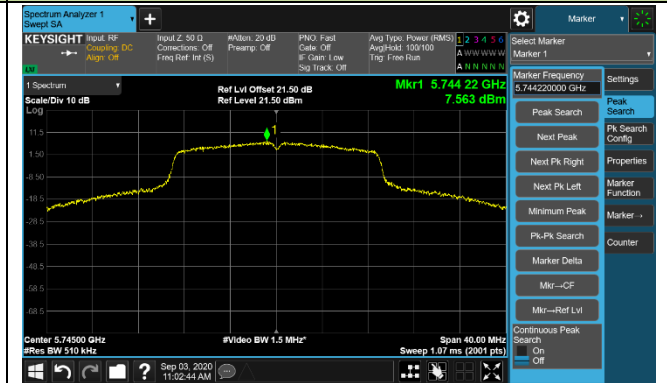 Spectrum Analyzer 1
Swept SA
Marker
KEYSIGHT
Input: RF
Coupling: DC
Align: Off
Input Z: 50 Ω
Corrections: Off
Freq Ref: Int (S)
#Atten: 20 dB
Preamp: Off
PNO: Fast
Gate: Off
IF Gain: Low
Sig Track: Off
Avg Type: Power (RMS)
Avg|Hold: 100/100
Trig: Free Run
1 2 3 4 5 6
A W W W W W
A N N N N N
Select Marker
Marker 1
1 Spectrum
Scale/Div 10 dB
Log
Ref Lvl Offset 21.50 dB
Ref Level 21.50 dBm
Mkr1 5.744 22 GHz
7.563 dBm
Marker Frequency
5.744220000 GHz
Settings
Peak Search
Peak
Search
Next Peak
Pk Search
Config
Next Pk Right
Properties
Next Pk Left
Marker
Function
Minimum Peak
Marker→
Pk-Pk Search
Counter
Marker Delta
Mkr→CF
Mkr→Ref Lvl
Continuous Peak
Search
On
Off
1
11.5
1.50
-8.50
-18.5
-28.5
-38.5
-48.5
-58.5
-68.5
Center 5.74500 GHz
#Res BW 510 kHz
#Video BW 1.5 MHz*
Span 40.00 MHz
Sweep 1.07 ms (2001 pts)
Sep 03, 2020
11:02:44 AM